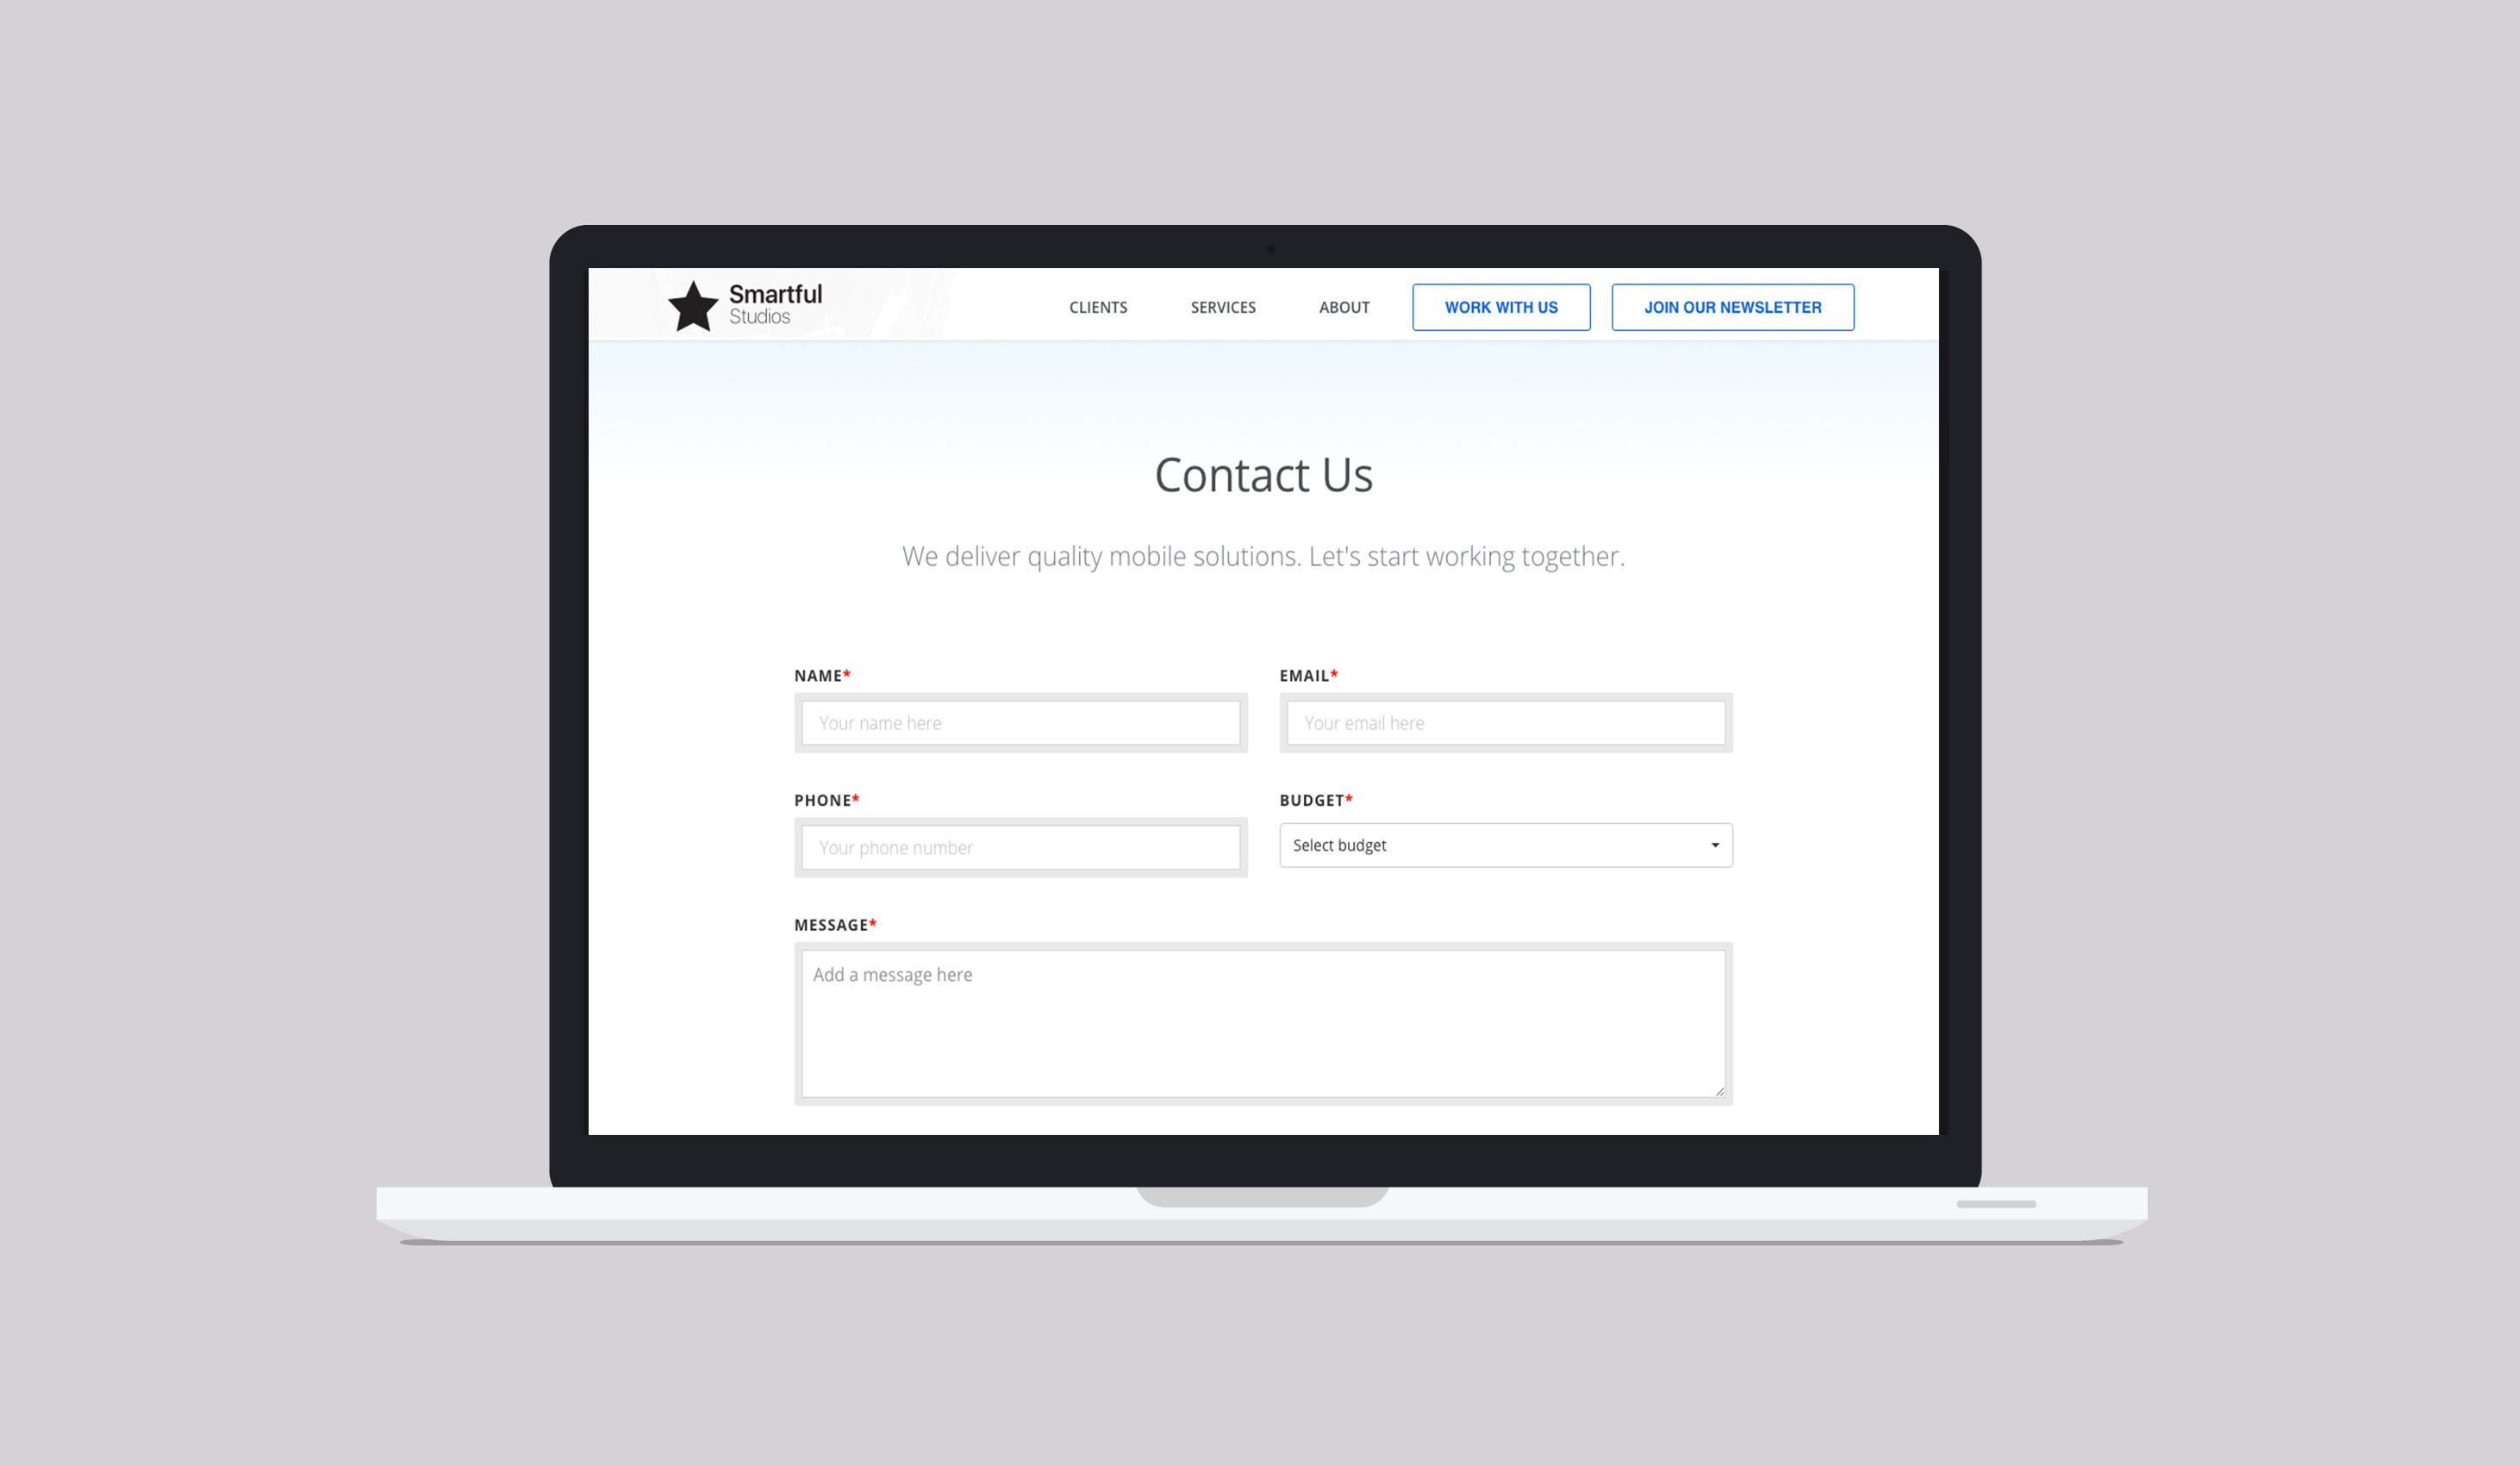 Smartful
Studios
CLIENTS SERVICES ABOUT WORK WITH US JOIN OUR NEWSLETTER
Contact Us
We deliver quality mobile solutions. Let's start working together.
NAME* EMAIL*
Your name here Your email here
PHONE* BUDGET*
Your phone number Select budget
MESSAGE*
Add a message here